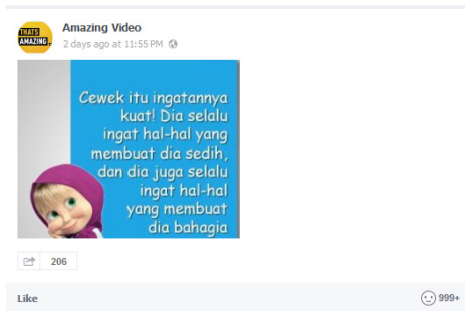 THATS
AMAZING
Amazing Video
2 days ago at 11:55 PM
Cewek itu ingatannya
kuat! Dia selalu
ingat hal-hal yang
membuat dia sedih,
dan dia juga selalu
ingat hal-hal
yang membuat
dia bahagia
206
Like
999+